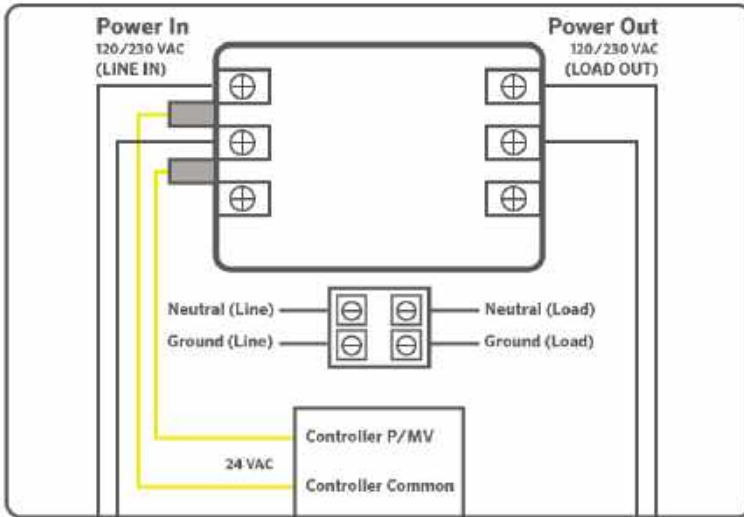 Power In
120/230 VAC
(LINE IN)
Power Out
120/230 VAC
(LOAD OUT)
Neutral (Line)
Neutral (Load)
Ground (Line)
Ground (Load)
Controller P/MV
24 VAC
Controller Common